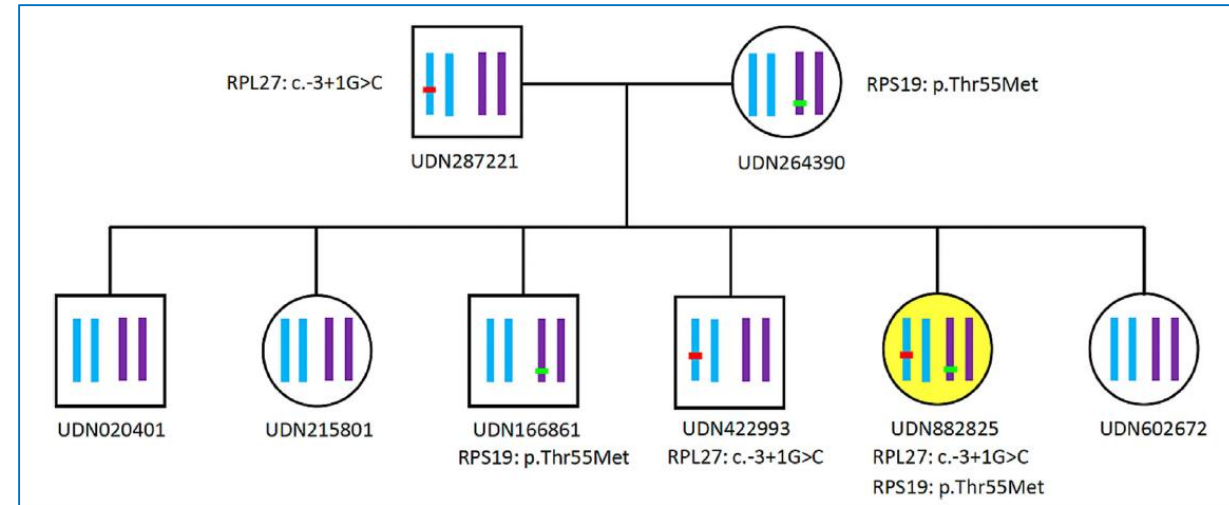 RPL27: c.-3+1G>C
RPS19: p.Thr55Met
UDN287221
UDN264390
UDN020401
UDN215801
UDN166861
RPS19: p.Thr55Met
UDN422993
RPL27: c.-3+1G>C
UDN882825
RPL27: c.-3+1G>C
RPS19: p.Thr55Met
UDN602672